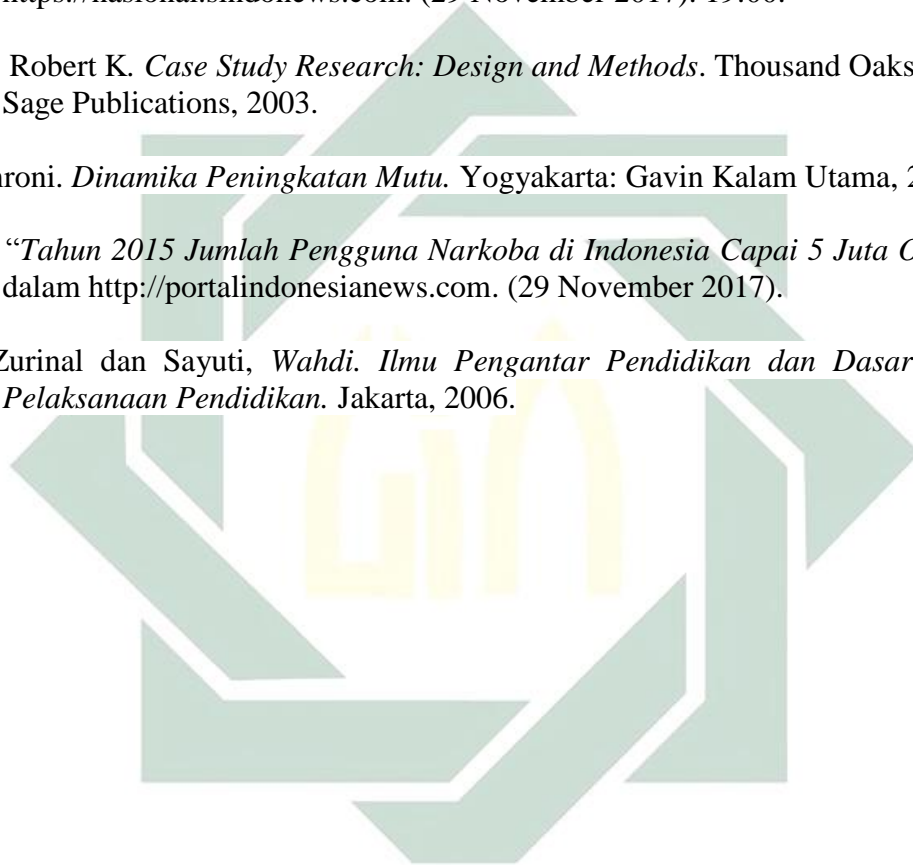 https://nasional.sindonews.com. (29 November 2017). 19.00.
Robert K. Case Study Research: Design and Methods. Thousand Oaks
Sage Publications, 2003.
roni. Dinamika Peningkatan Mutu. Yogyakarta: Gavin Kalam Utama, 2
“Tahun 2015 Jumlah Pengguna Narkoba di Indonesia Capai 5 Juta
dalam http://portalindonesianews.com. (29 November 2017).
Zurinal dan Sayuti, Wahdi. Ilmu Pengantar Pendidikan dan Dasar
Pelaksanaan Pendidikan. Jakarta, 2006.